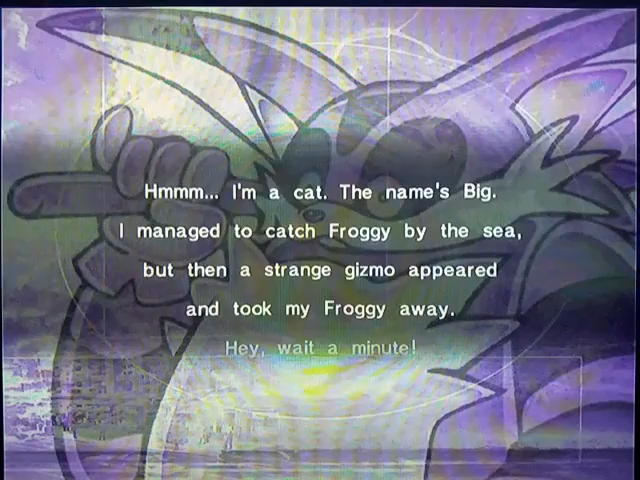 Hmmm... I'm a cat. The name's Big.
I managed to catch Froggy by the sea,
but then a strange gizmo appeared
and took my Froggy away.
Hey, wait a minute!